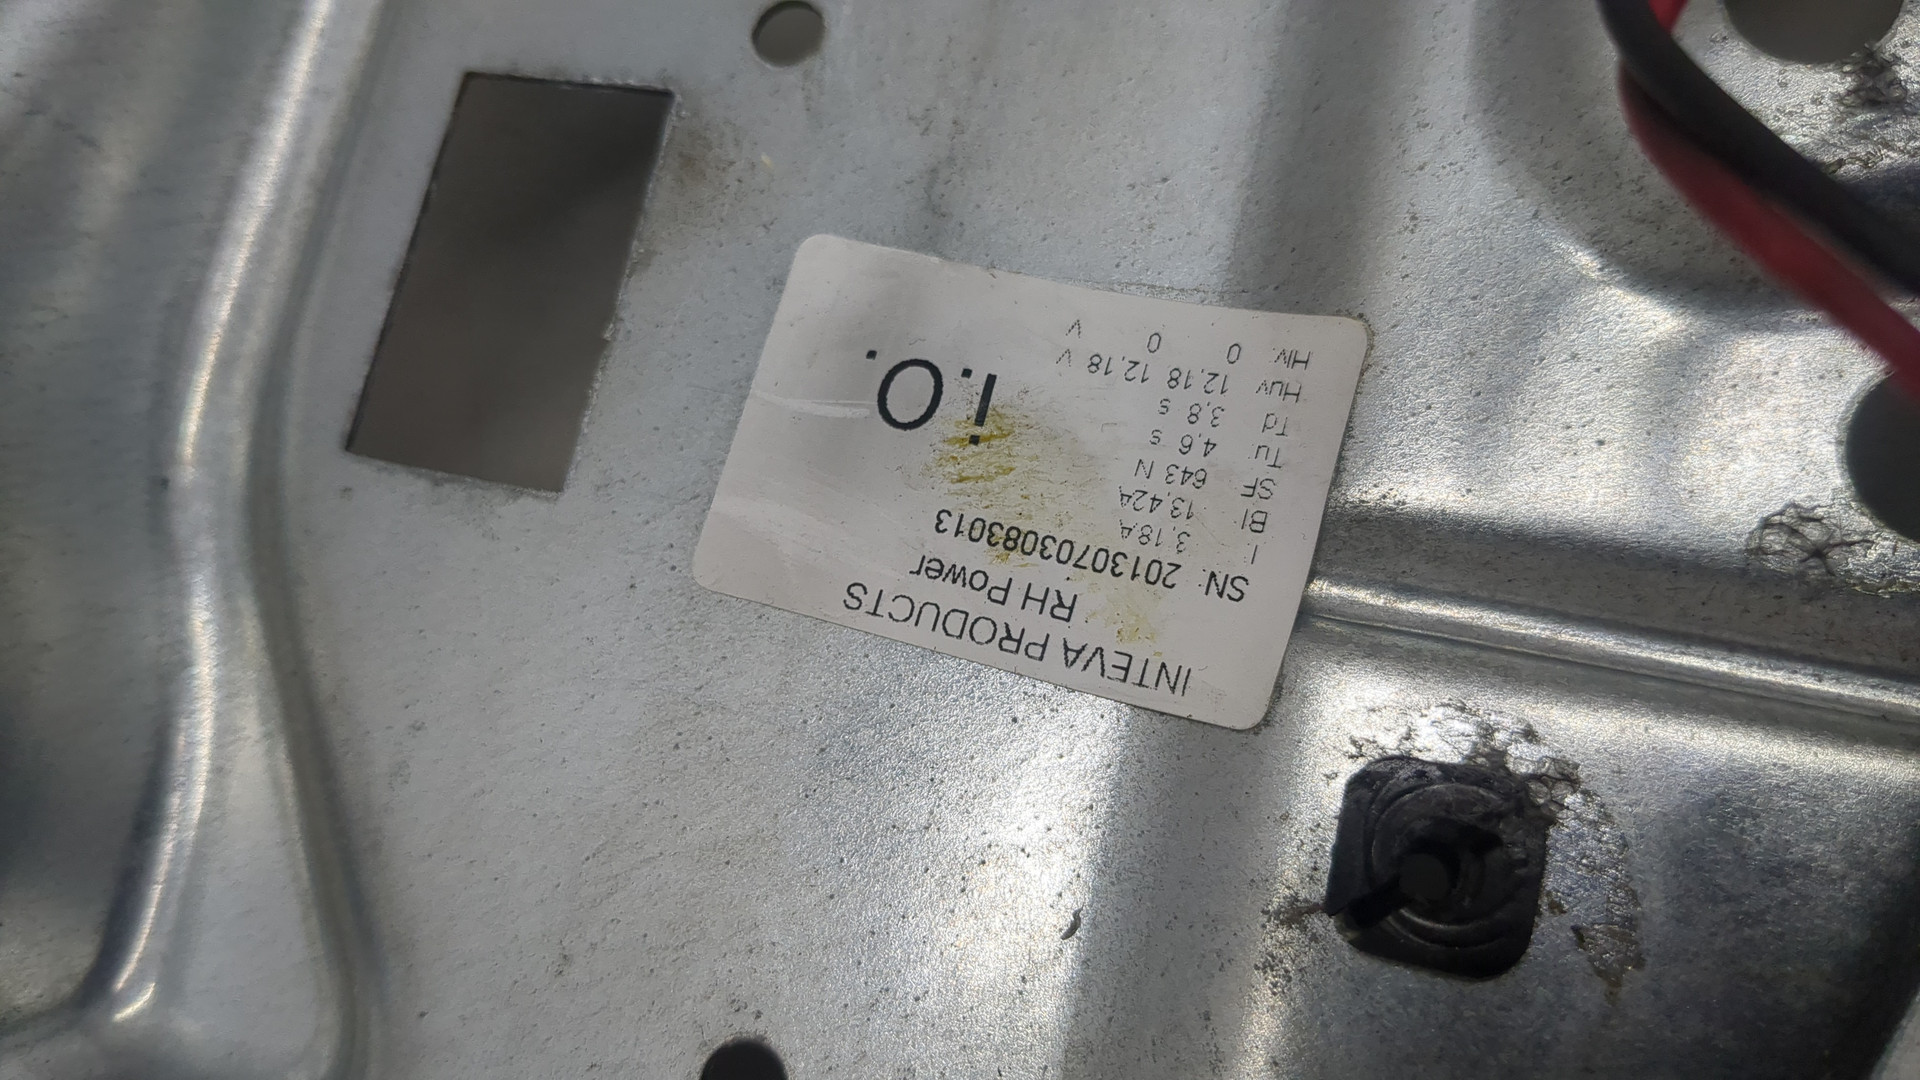 INTEVA PRODUCTS
RH Power
SN: 20130703083013
I: 3,18A
BI: 13,42A
SF 643 N
Tu 4,6 s
Td 3,8 s
Huv 12,18 12,18 V
Hlv: 0 0 V
i.O.